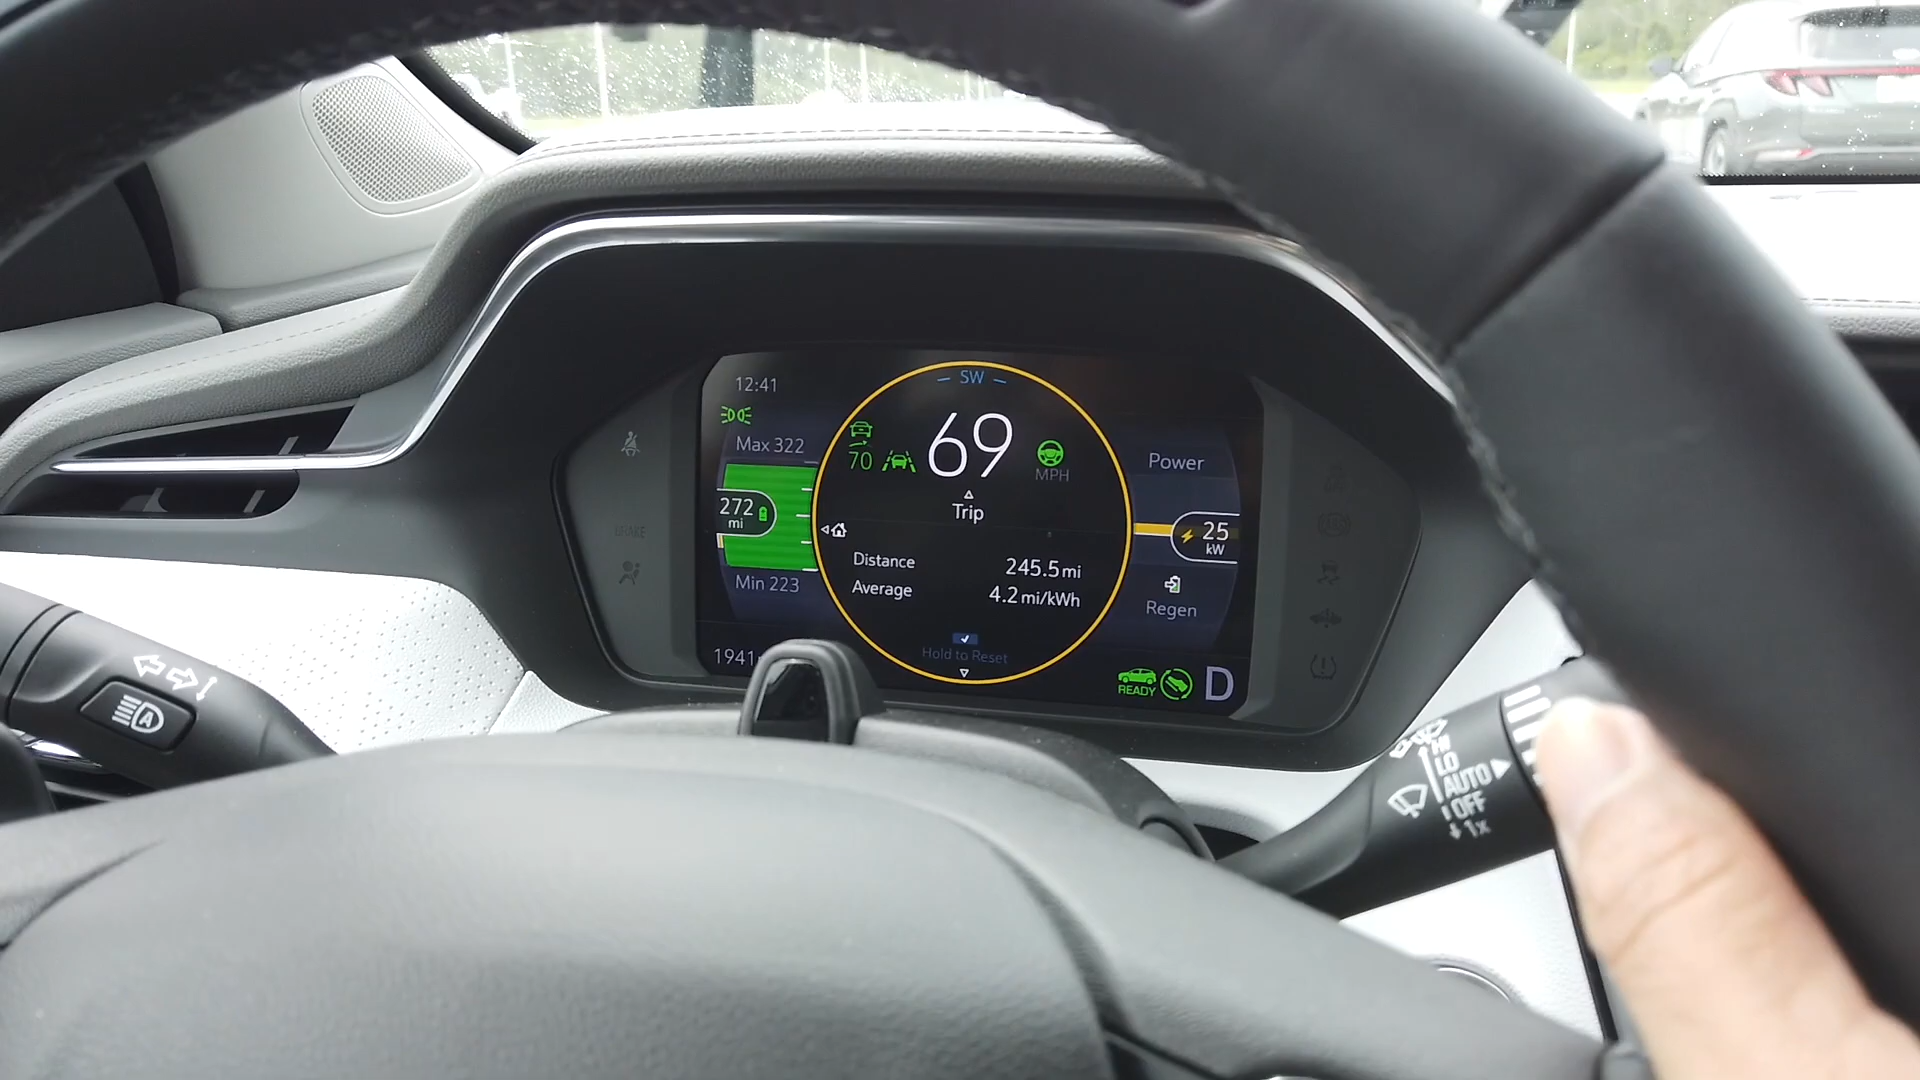 12:41
SW
Max 322
70
69
MPH
Power
272
mi
Trip
25
kW
Distance 245.5 mi
Average 4.2 mi/kWh
Min 223
Regen
Hold to Reset
1941
READY
D
A
HI
LO
AUTO
OFF
1x